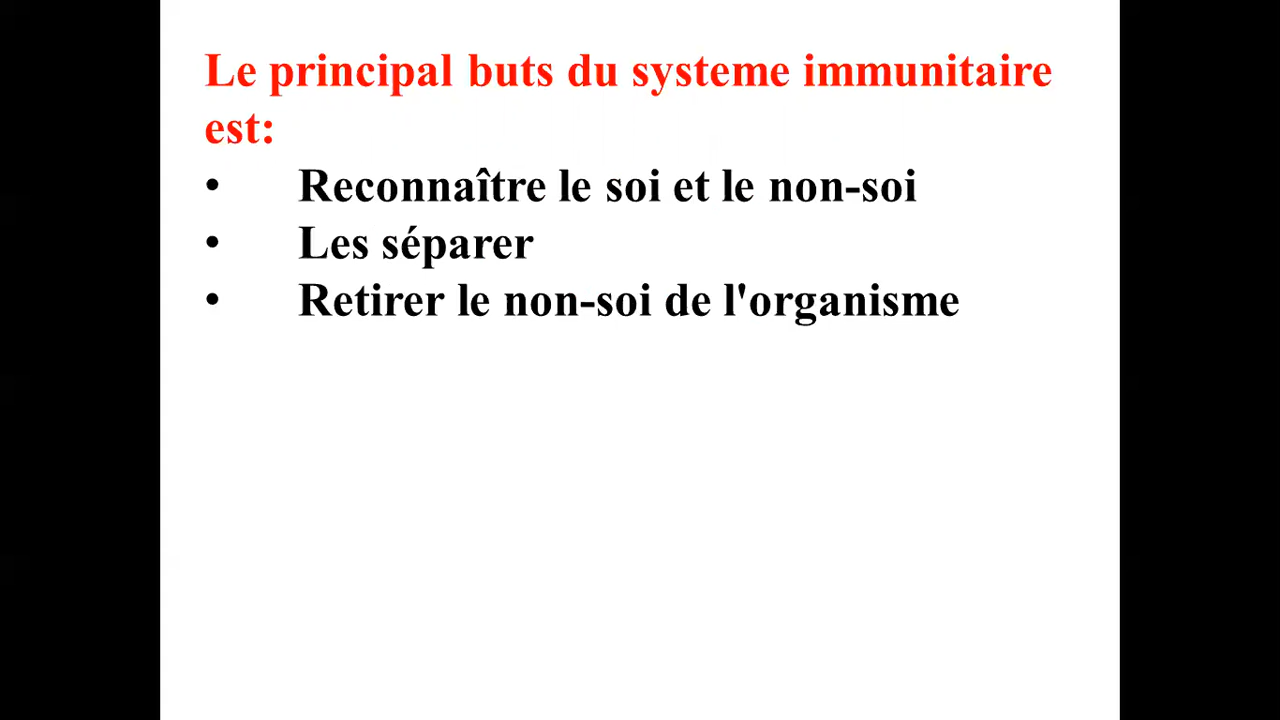 Le principal buts du systeme immunitaire
est:
• Reconnaître le soi et le non-soi
• Les séparer
• Retirer le non-soi de l'organisme